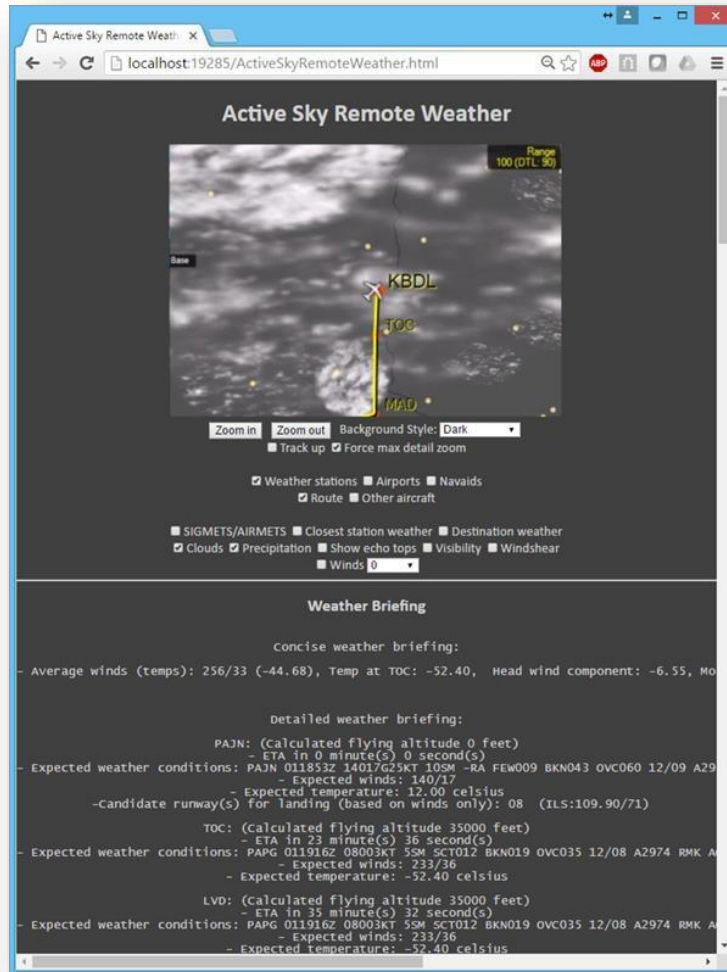 Active Sky Remote Weath
localhost:19285/ActiveSkyRemoteWeather.html
ABP
Active Sky Remote Weather
Range
100 (DTL: 90)
Base
KBDL
TOC
MAD
Zoom in Zoom out Background Style: Dark
Track up Force max detail zoom
Weather stations Airports Navaids
Route Other aircraft
SIGMETS/AIRMETS Closest station weather Destination weather
Clouds Precipitation Show echo tops Visibility Windshear
Winds 0
Weather Briefing
Concise weather briefing:
- Average winds (temps): 256/33 (-44.68), Temp at TOC: -52.40, Head wind component: -6.55, Mo
Detailed weather briefing:
PAJN: (Calculated flying altitude 0 feet)
- ETA in 0 minute(s) 0 second(s)
- Expected weather conditions: PAJN 011853Z 14017G25KT 10SM -RA FEW009 BKN043 OVC060 12/09 A29
- Expected winds: 140/17
- Expected temperature: 12.00 celsius
-Candidate runway(s) for landing (based on winds only): 08 (ILS:109.90/71)
TOC: (Calculated flying altitude 35000 feet)
- ETA in 23 minute(s) 36 second(s)
- Expected weather conditions: PAPG 011916Z 08003KT 5SM SCT012 BKN019 OVC035 12/08 A2974 RMK A
- Expected winds: 233/36
- Expected temperature: -52.40 celsius
LVD: (Calculated flying altitude 35000 feet)
- ETA in 35 minute(s) 32 second(s)
- Expected weather conditions: PAPG 011916Z 08003KT 5SM SCT012 BKN019 OVC035 12/08 A2974 RMK A
- Expected winds: 233/36
- Expected temperature: -52.40 celsius